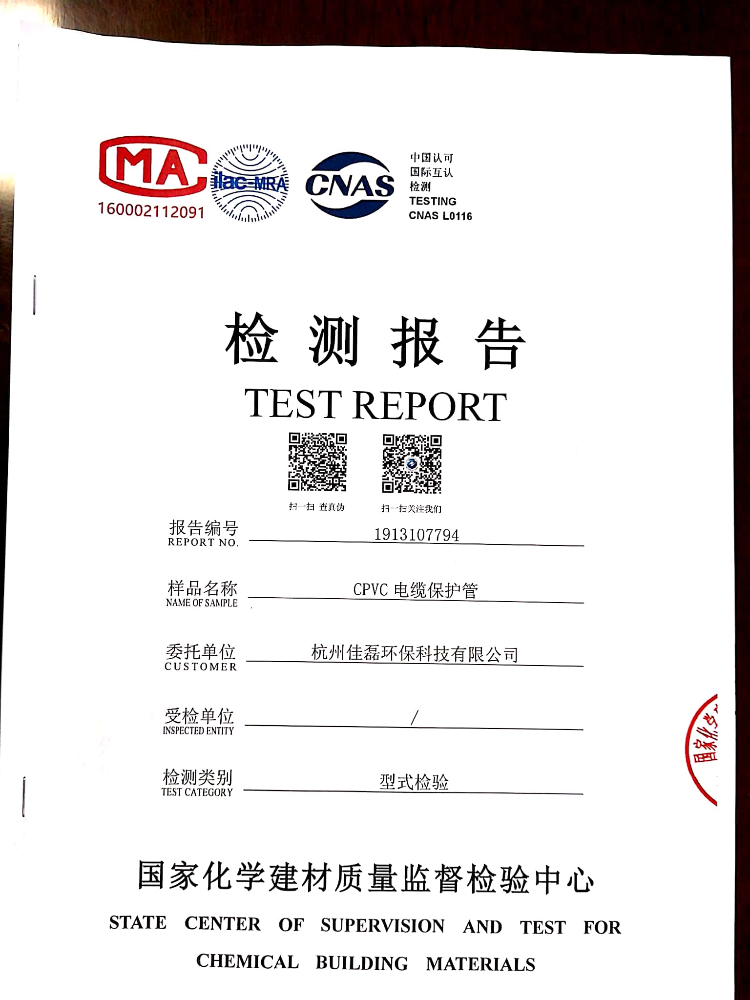 MA
160002112091
ilac-MRA
CNAS
中国认可
国际互认
检测
TESTING
CNAS L0116
检测报告
TEST REPORT
扫一扫 查真伪
扫一扫关注我们
报告编号
REPORT NO.
1913107794
样品名称
NAME OF SAMPLE
CPVC 电缆保护管
委托单位
CUSTOMER
杭州佳磊环保科技有限公司
受检单位
INSPECTED ENTITY
/
检测类别
TEST CATEGORY
型式检验
国家化学
国家化学建材质量监督检验中心
STATE CENTER OF SUPERVISION AND TEST FOR
CHEMICAL BUILDING MATERIALS